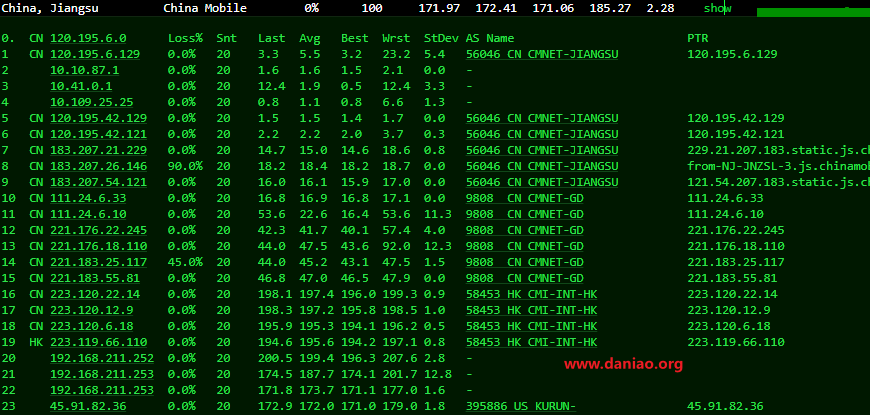 China, Jiangsu China Mobile 0% 100 171.97 172.41 171.06 185.27 2.28 show
0. CN 120.195.6.0 Loss% Snt Last Avg Best Wrst StDev AS Name PTR
1 CN 120.195.6.129 0.0% 20 3.3 5.5 3.2 23.2 5.4 56046 CN CMNET-JIANGSU 120.195.6.129
2 10.10.87.1 0.0% 20 1.6 1.6 1.5 2.1 0.0 -
3 10.41.0.1 0.0% 20 12.4 1.9 0.5 12.4 3.3 -
4 10.109.25.25 0.0% 20 0.8 1.1 0.8 6.6 1.3 -
5 CN 120.195.42.129 0.0% 20 1.5 1.5 1.4 1.7 0.0 56046 CN CMNET-JIANGSU 120.195.42.129
6 CN 120.195.42.121 0.0% 20 2.2 2.2 2.0 3.7 0.3 56046 CN CMNET-JIANGSU 120.195.42.121
7 CN 183.207.21.229 0.0% 20 14.7 15.0 14.6 18.6 0.8 56046 CN CMNET-JIANGSU 229.21.207.183.static.js.ch
8 CN 183.207.26.146 90.0% 20 18.2 18.4 18.2 18.7 0.0 56046 CN CMNET-JIANGSU from-NJ-JNZSL-3.js.chinamob
9 CN 183.207.54.121 0.0% 20 16.0 16.1 15.9 17.0 0.0 56046 CN CMNET-JIANGSU 121.54.207.183.static.js.ch
10 CN 111.24.6.33 0.0% 20 16.8 16.9 16.8 17.1 0.0 9808 CN CMNET-GD 111.24.6.33
11 CN 111.24.6.10 0.0% 20 53.6 22.6 16.4 53.6 11.3 9808 CN CMNET-GD 111.24.6.10
12 CN 221.176.22.245 0.0% 20 42.3 41.7 40.1 57.4 4.0 9808 CN CMNET-GD 221.176.22.245
13 CN 221.176.18.110 0.0% 20 44.0 47.5 43.6 92.0 12.3 9808 CN CMNET-GD 221.176.18.110
14 CN 221.183.25.117 45.0% 20 44.0 45.2 43.1 47.5 1.5 9808 CN CMNET-GD 221.183.25.117
15 CN 221.183.55.81 0.0% 20 46.8 47.0 46.5 47.9 0.0 9808 CN CMNET-GD 221.183.55.81
16 CN 223.120.22.14 0.0% 20 198.1 197.4 196.0 199.3 0.9 58453 HK CMI-INT-HK 223.120.22.14
17 CN 223.120.12.9 0.0% 20 198.3 197.2 195.8 198.5 1.0 58453 HK CMI-INT-HK 223.120.12.9
18 CN 223.120.6.18 0.0% 20 195.9 195.3 194.1 196.2 0.5 58453 HK CMI-INT-HK 223.120.6.18
19 HK 223.119.66.110 0.0% 20 194.6 195.6 194.2 197.1 0.8 58453 HK CMI-INT-HK 223.119.66.110
20 192.168.211.252 0.0% 20 200.5 199.4 196.3 207.6 2.8 -
www.daniao.org
21 192.168.211.253 0.0% 20 174.5 187.7 174.1 201.7 12.8 -
22 192.168.211.253 0.0% 20 171.8 173.7 171.1 177.0 1.6 -
23 45.91.82.36 0.0% 20 172.9 172.0 171.0 179.0 1.8 395886 US KURUN- 45.91.82.36